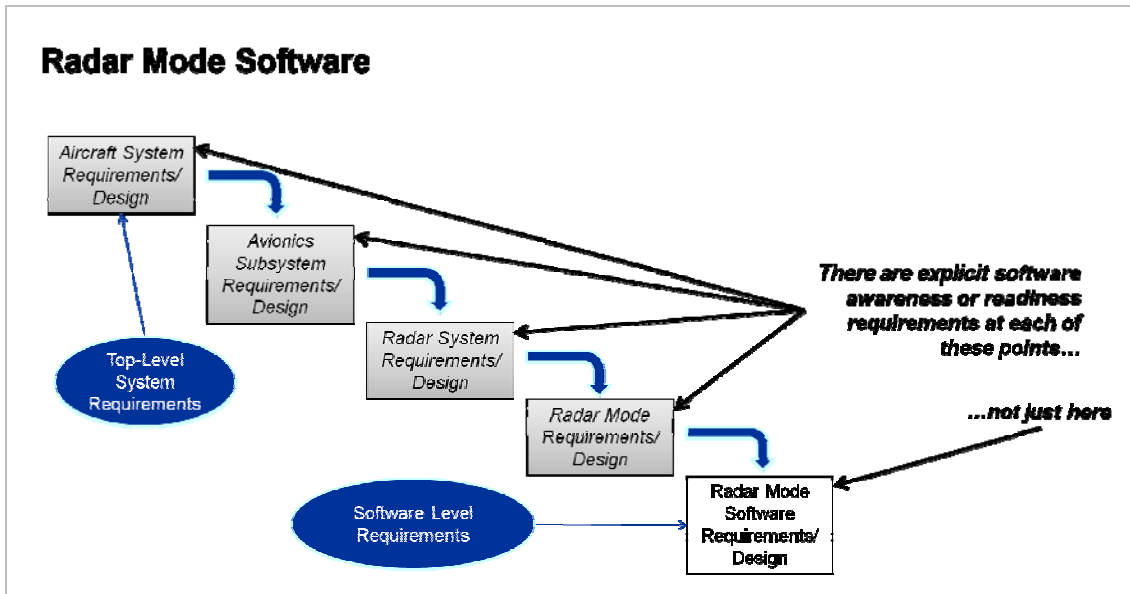 Radar Mode Software
Aircraft System
Requirements/
Design
Avionics
Subsystem
Requirements/
Design
There are explicit software
awareness or readiness
requirements at each of
these points...
Radar System
Requirements/
Design
Top-Level
System
Requirements
Radar Mode
Requirements/
Design
...not just here
Software Level
Requirements
Radar Mode
Software
Requirements/
Design